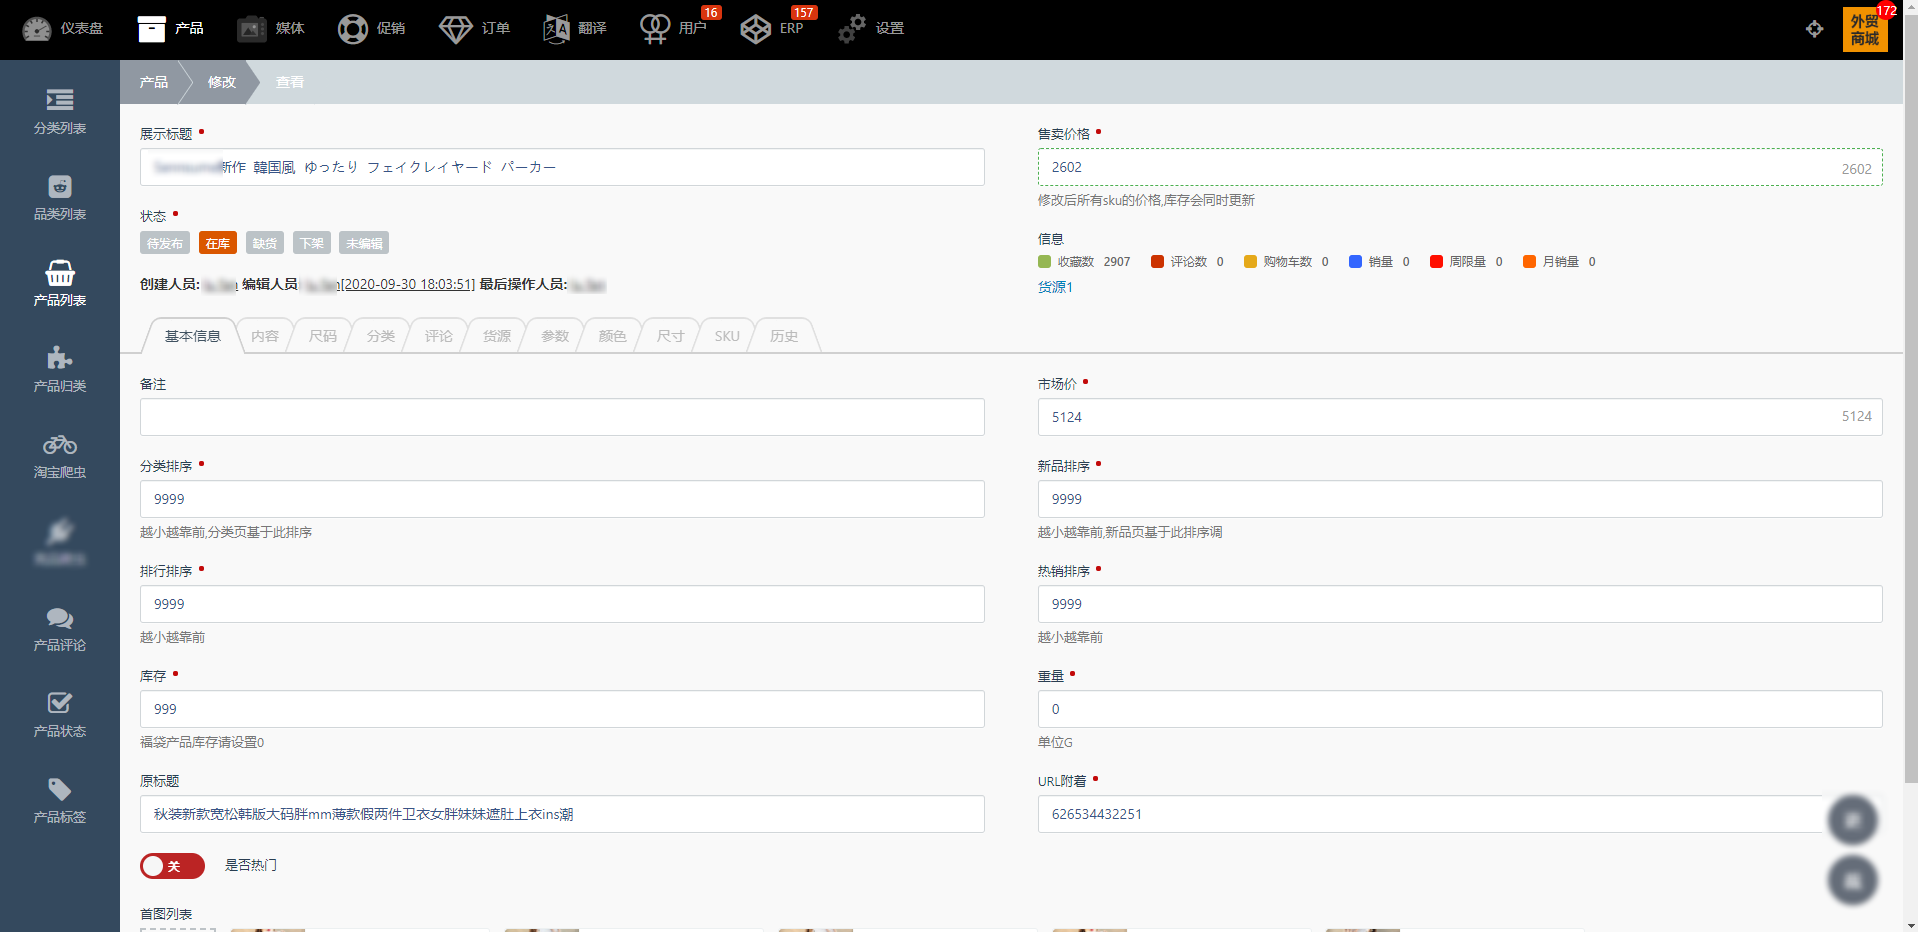 仪表盘 产品 媒体 促销 订单 翻译 用户 16 ERP 157 设置 外贸商城 172
产品 修改 查看
分类列表
品类列表
产品列表
产品归类
淘宝爬虫
产品评论
产品状态
产品标签
展示标题
新作 韓国風 ゆったり フェイクレイヤード パーカー
售卖价格
2602 2602
修改后所有sku的价格,库存会同时更新
状态
待发布 在库 缺货 下架 未编辑
信息
收藏数 2907 评论数 0 购物车数 0 销量 0 周限量 0 月销量 0
货源1
创建人员: 编辑人员 [2020-09-30 18:03:51] 最后操作人员:
基本信息 内容 尺码 分类 评论 货源 参数 颜色 尺寸 SKU 历史
备注
市场价
5124 5124
分类排序
9999
越小越靠前,分类页基于此排序
新品排序
9999
越小越靠前,新品页基于此排序调
排行排序
9999
越小越靠前
热销排序
9999
越小越靠前
库存
999
福袋产品库存请设置0
重量
0
单位G
原标题
秋装新款宽松韩版大码胖mm薄款假两件卫衣女胖妹妹遮肚上衣ins潮
URL附着
626534432251
关 是否热门
首图列表